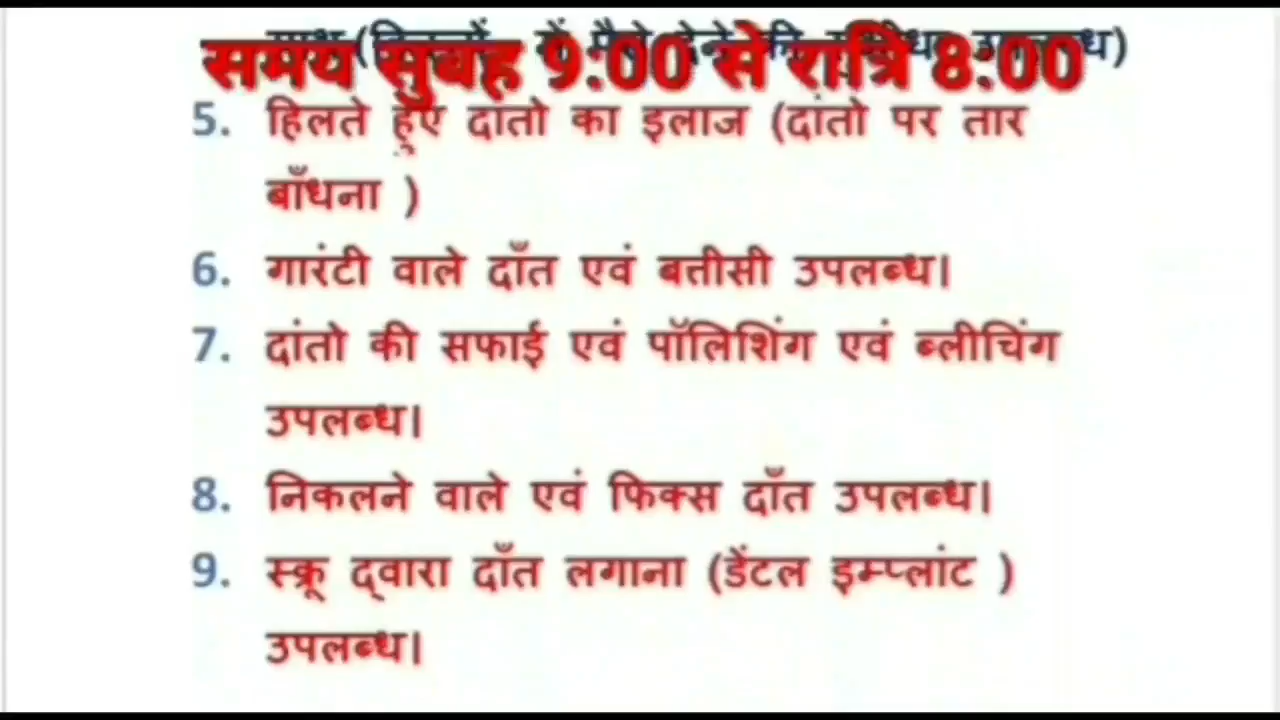 में पैसे देने की उपलब्ध)
समय सुबह 9:00 से रात्रि 8:00
5. हिलते हुए दांतो का इलाज (दांतो पर तार
बाँधना )
6. गारंटी वाले दाँत एवं बत्तीसी उपलब्ध।
7. दांतो की सफाई एवं पॉलिशिंग एवं ब्लीचिंग
उपलब्ध।
8. निकलने वाले एवं फिक्स दाँत उपलब्ध।
9. स्क्रू द्वारा दाँत लगाना (डेंटल इम्प्लांट )
उपलब्ध।